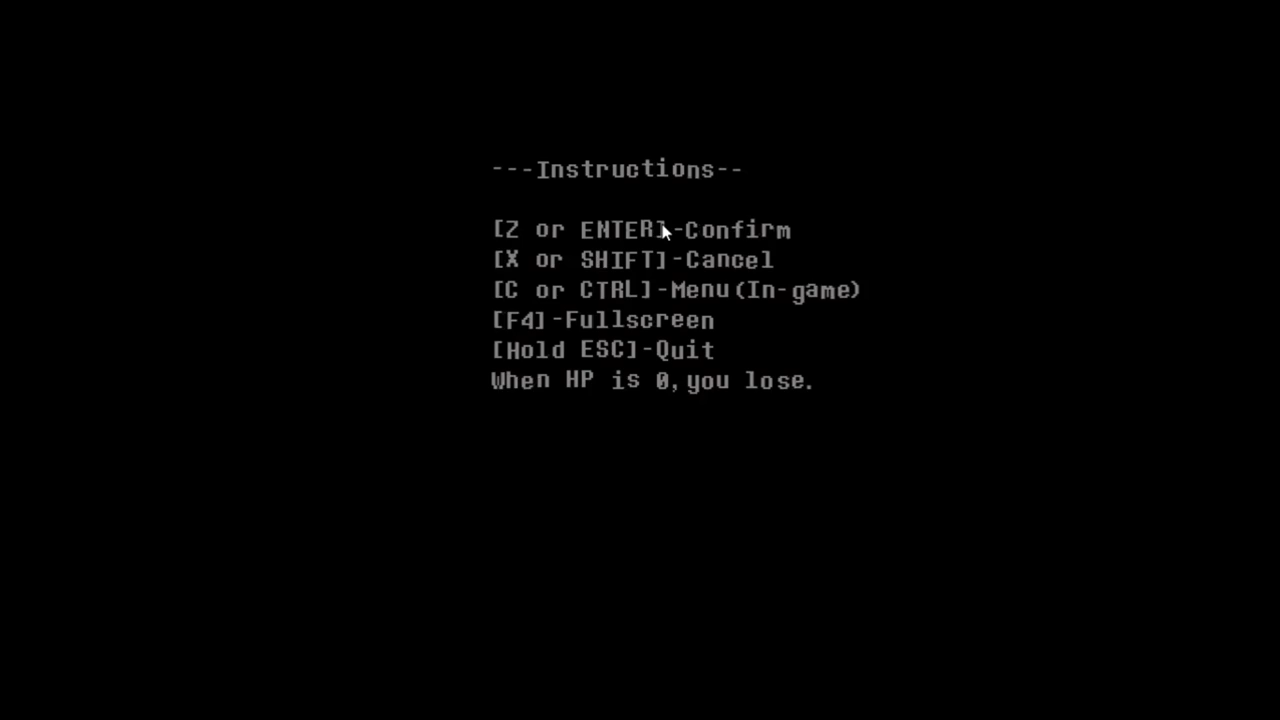 ---Instructions--
[Z or ENTER]-Confirm
[X or SHIFT]-Cancel
[C or CTRL]-Menu(In-game)
[F4]-Fullscreen
[Hold ESC]-Quit
When HP is 0,you lose.